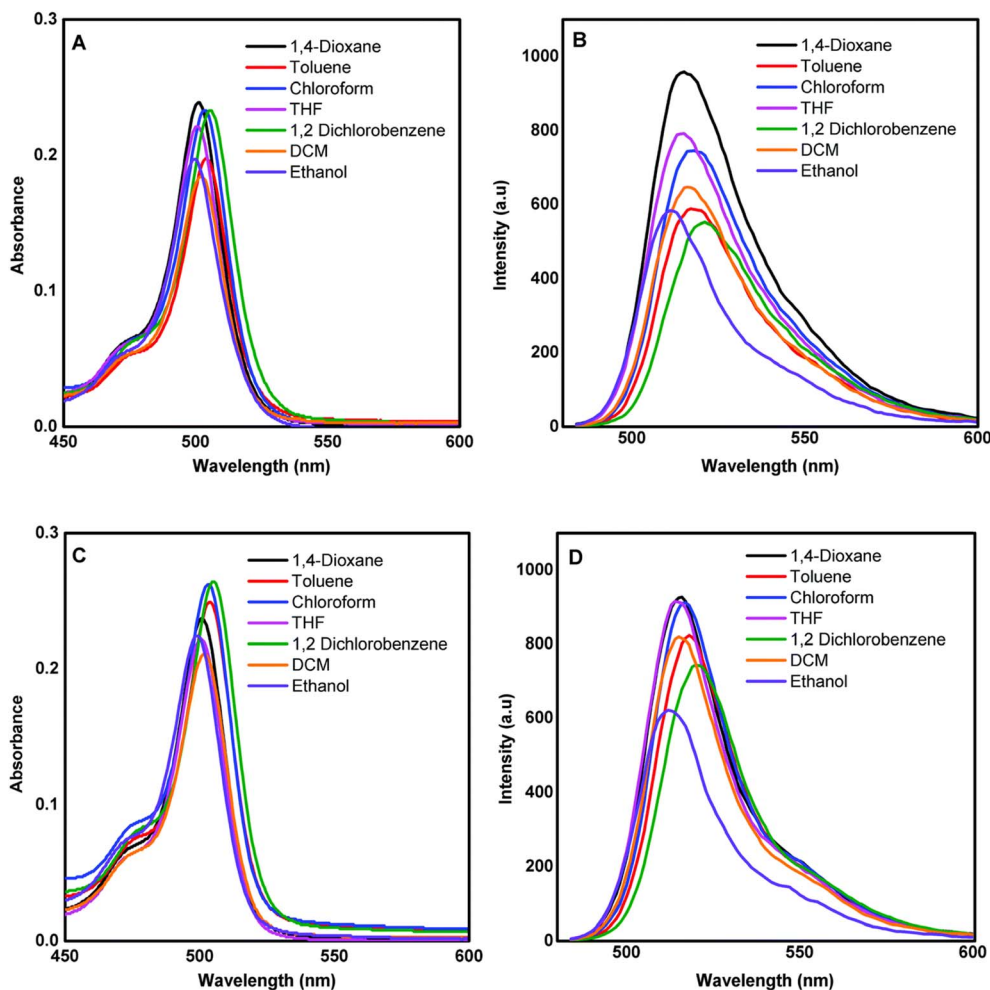 A
1,4-Dioxane
Toluene
Chloroform
THF
1,2 Dichlorobenzene
DCM
Ethanol
0.3
0.2
0.1
0.0
Absorbance
450
500
550
600
Wavelength (nm)
B
1,4-Dioxane
Toluene
Chloroform
THF
1,2 Dichlorobenzene
DCM
Ethanol
1000
800
600
400
200
0
Intensity (a.u)
500
550
600
Wavelength (nm)
C
1,4-Dioxane
Toluene
Chloroform
THF
1,2 Dichlorobenzene
DCM
Ethanol
0.3
0.2
0.1
0.0
Absorbance
450
500
550
600
Wavelength (nm)
D
1,4-Dioxane
Toluene
Chloroform
THF
1,2 Dichlorobenzene
DCM
Ethanol
1000
800
600
400
200
0
Intensity (a.u)
500
550
600
Wavelength (nm)